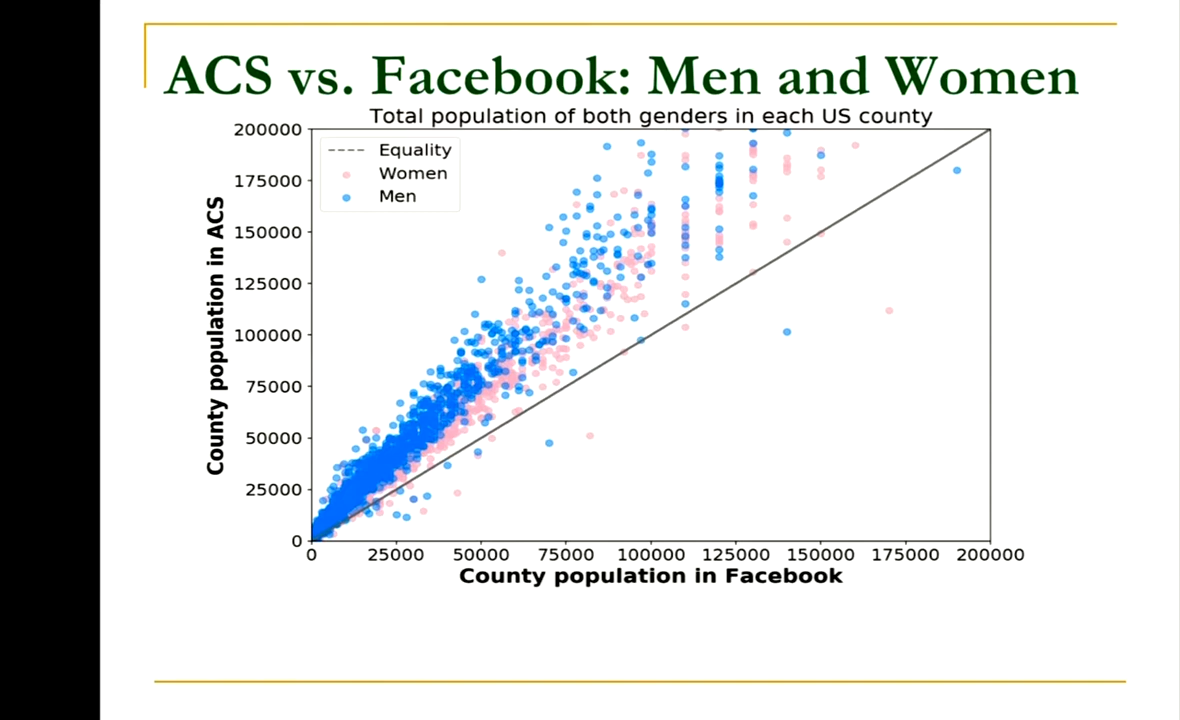 ACS vs. Facebook: Men and Women
Total population of both genders in each US county
200000
175000
150000
125000
100000
75000
50000
25000
0
County population in ACS
Equality
Women
Men
0 25000 50000 75000 100000 125000 150000 175000 200000
County population in Facebook